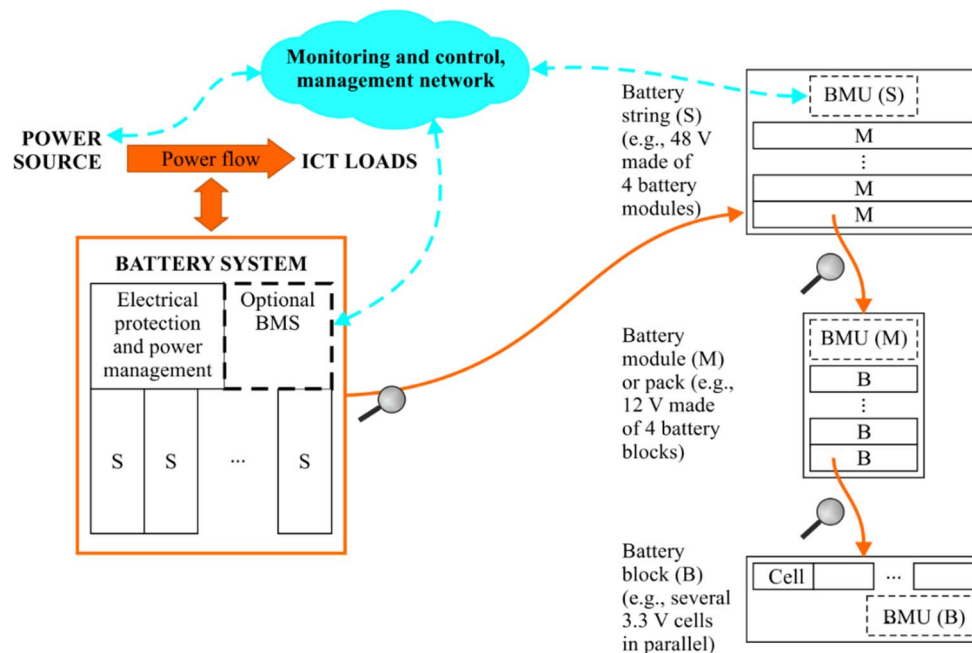 Monitoring and control,
management network
POWER
SOURCE
Power flow
ICT LOADS
BATTERY SYSTEM
Electrical
protection
and power
management
Optional
BMS
S
S
...
S
Battery
string (S)
(e.g., 48 V
made of
4 battery
modules)
BMU (S)
M
⋮
M
M
Battery
module (M)
or pack (e.g.,
12 V made
of 4 battery
blocks)
BMU (M)
B
⋮
B
B
Battery
block (B)
(e.g., several
3.3 V cells
in parallel)
Cell
...
BMU (B)